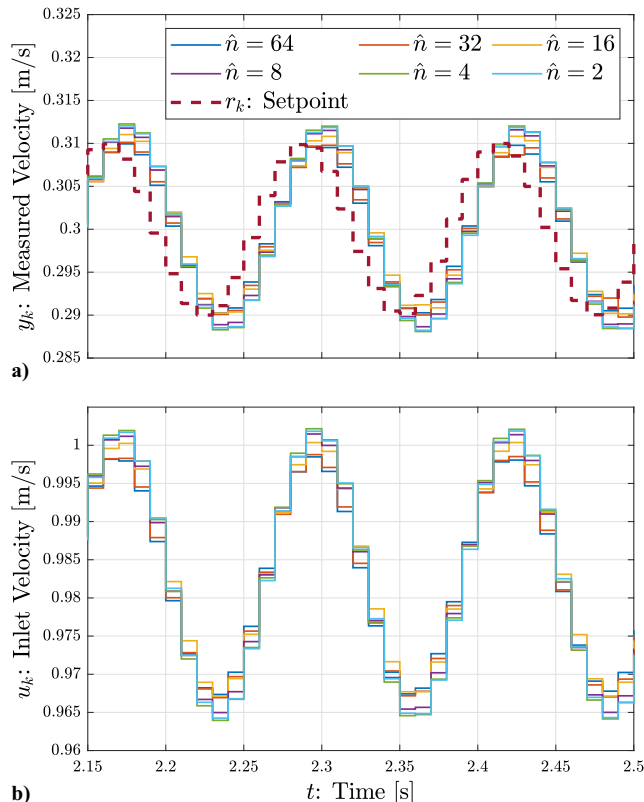 0.325
0.32
0.315
0.31
0.305
0.3
0.295
0.29
0.285
y_k: Measured Velocity [m/s]
n̂ = 64 n̂ = 32 n̂ = 16
n̂ = 8 n̂ = 4 n̂ = 2
r_k: Setpoint
a)
1
0.995
0.99
0.985
0.98
0.975
0.97
0.965
0.96
u_k: Inlet Velocity [m/s]
2.15 2.2 2.25 2.3 2.35 2.4 2.45 2.5
t: Time [s]
b)